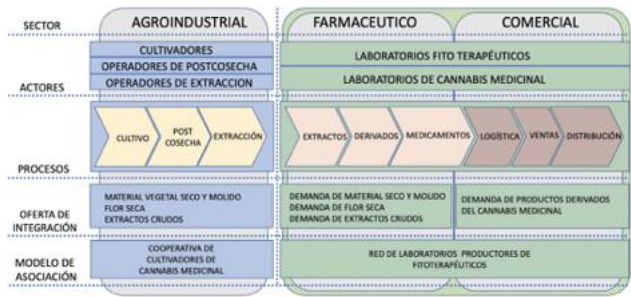 SECTOR
AGROINDUSTRIAL
FARMACEUTICO
COMERCIAL
ACTORES
CULTIVADORES
OPERADORES DE POSTCOSECHA
OPERADORES DE EXTRACCION
LABORATORIOS FITO TERAPÉUTICOS
LABORATORIOS DE CANNABIS MEDICINAL
PROCESOS
CULTIVO
POST
COSECHA
EXTRACCIÓN
EXTRACTOS
DERIVADOS
MEDICAMENTOS
LOGÍSTICA
VENTAS
DISTRIBUCIÓN
OFERTA DE
INTEGRACIÓN
MATERIAL VEGETAL SECO Y MOLIDO
FLOR SECA
EXTRACTOS CRUDOS
DEMANDA DE MATERIAL SECO Y MOLIDO
DEMANDA DE FLOR SECA
DEMANDA DE EXTRACTOS CRUDOS
DEMANDA DE PRODUCTOS DERIVADOS
DEL CANNABIS MEDICINAL
MODELO DE
ASOCIACIÓN
COOPERATIVA DE
CULTIVADORES DE
CANNABIS MEDICINAL
RED DE LABORATORIOS PRODUCTORES DE
FITOTERAPÉUTICOS